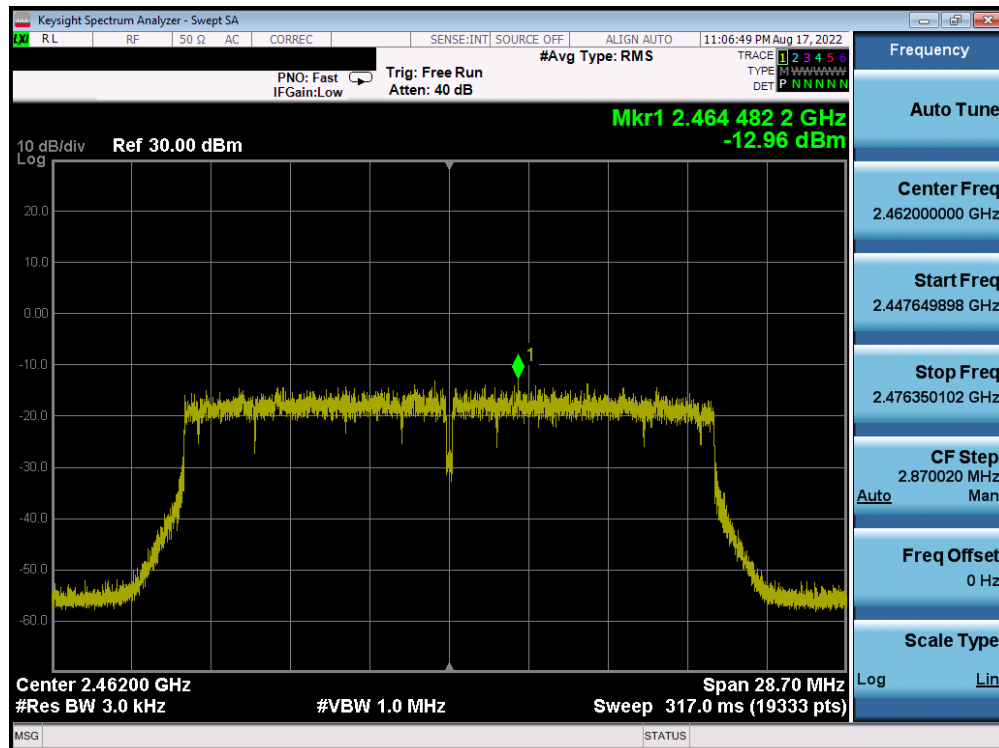 Keysight Spectrum Analyzer - Swept SA
LXI RL RF 50 Ω AC CORREC SENSE:INT SOURCE OFF ALIGN AUTO 11:06:49 PM Aug 17, 2022
#Avg Type: RMS
TRACE 1 2 3 4 5 6
TYPE M WWWWW
DET P N N N N N
PNO: Fast
IFGain:Low
Trig: Free Run
Atten: 40 dB
Mkr1 2.464 482 2 GHz
-12.96 dBm
10 dB/div Ref 30.00 dBm
Log
20.0
10.0
0.00
-10.0
-20.0
-30.0
-40.0
-50.0
-60.0
1
Center 2.46200 GHz
Span 28.70 MHz
#Res BW 3.0 kHz
#VBW 1.0 MHz
Sweep 317.0 ms (19333 pts)
MSG
STATUS
Frequency
Auto Tune
Center Freq
2.462000000 GHz
Start Freq
2.447649898 GHz
Stop Freq
2.476350102 GHz
CF Step
2.870020 MHz
Auto Man
Freq Offset
0 Hz
Scale Type
Log Lin